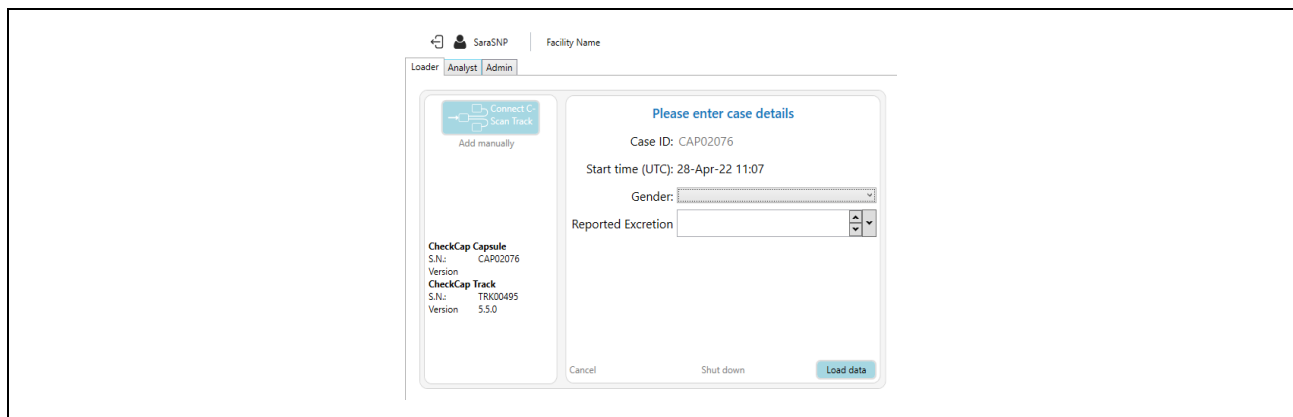 SaraSNP Facility Name
Loader Analyst Admin
Connect C-
Scan Track
Add manually
CheckCap Capsule
S.N.: CAP02076
Version
CheckCap Track
S.N.: TRK00495
Version 5.5.0
Please enter case details
Case ID: CAP02076
Start time (UTC): 28-Apr-22 11:07
Gender:
Reported Excretion
Cancel Shut down Load data